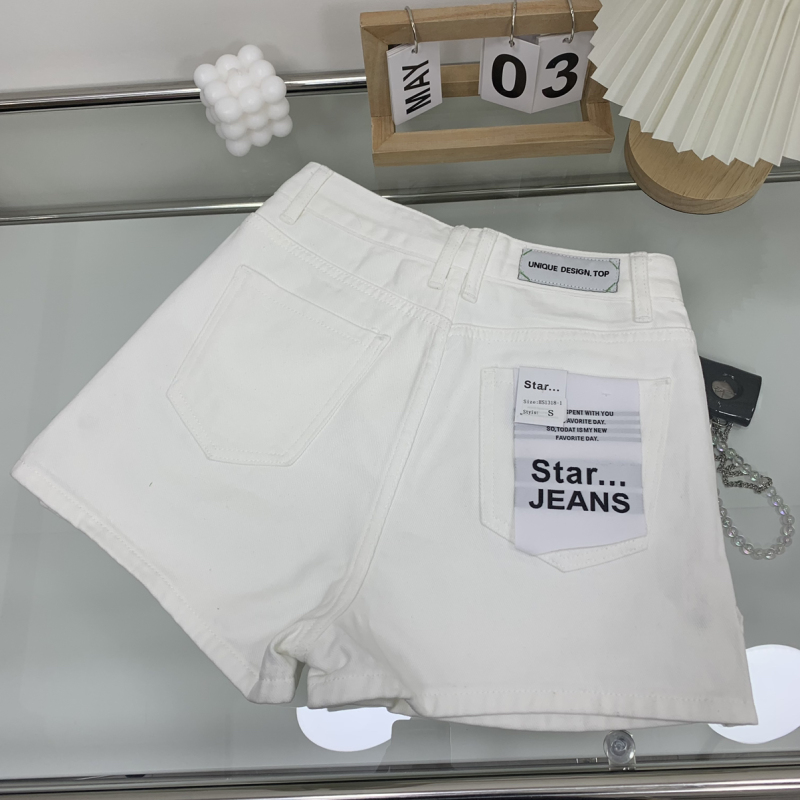 MAY
03
UNIQUE DESIGN.TOP
Star...
Style:
S
SPENT WITH YOU
FAVORITE DAY.
SO,TODAT IS MY NEW
FAVORITE DAY.
Star...
JEANS